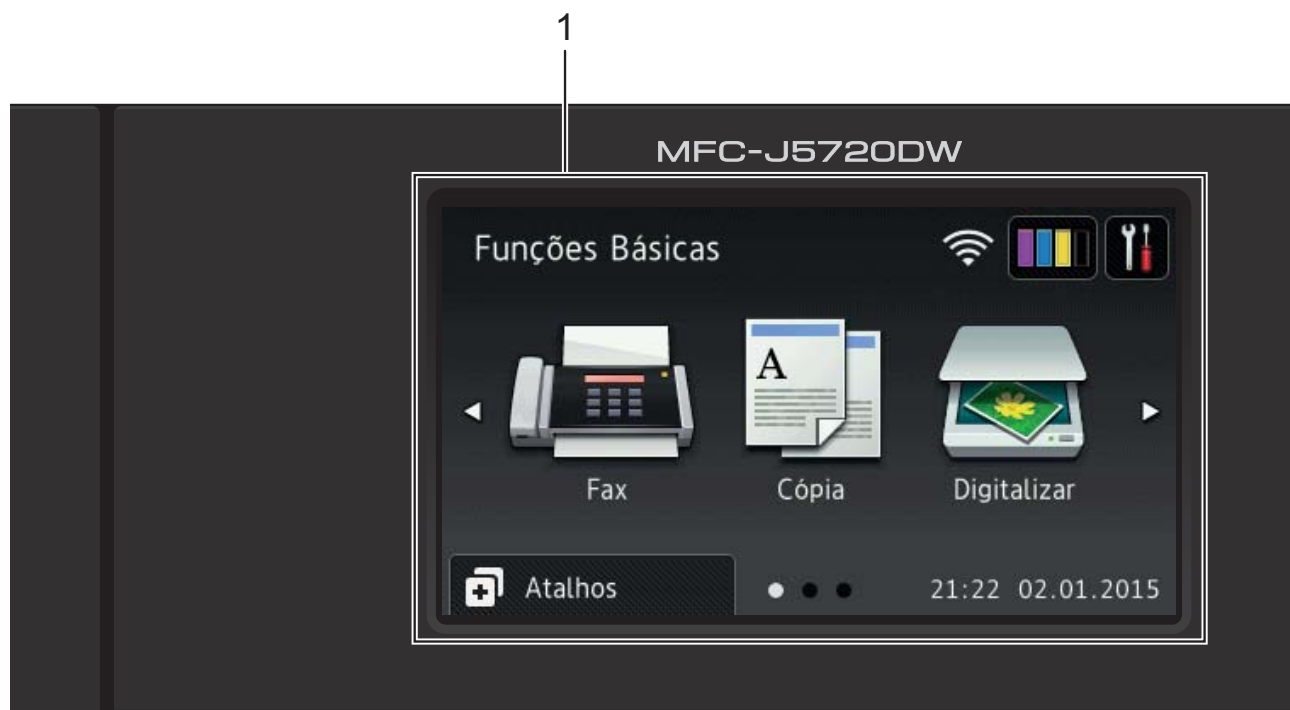 1
MFC-J5720DW
Funções Básicas
A
Fax
Cópia
Digitalizar
Atalhos
21:22 02.01.2015